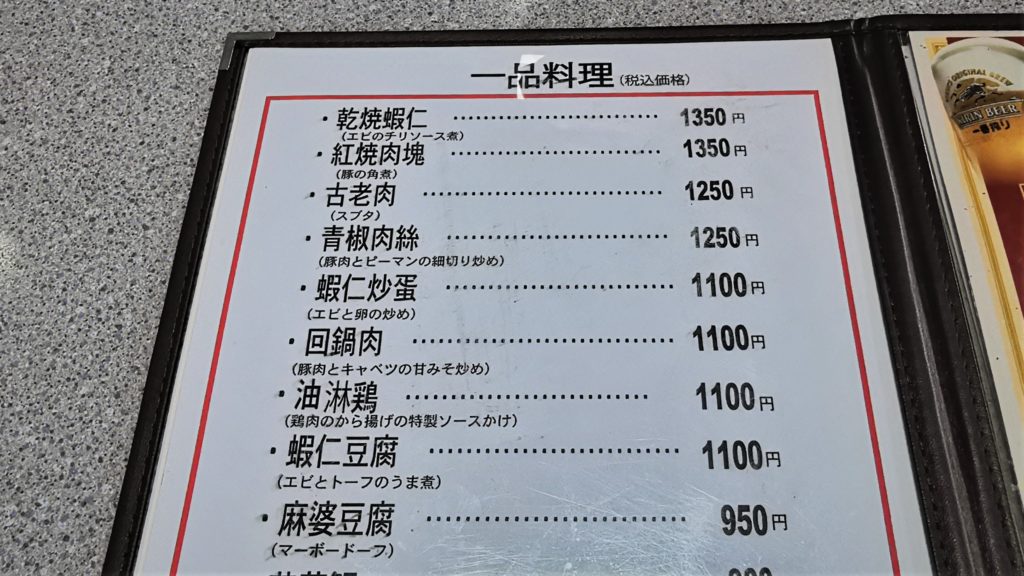 一品料理(税込価格)
・乾焼蝦仁 1350円
(エビのチリソース煮)
・紅焼肉塊 1350円
(豚の角煮)
・古老肉 1250円
(スブタ)
・青椒肉絲 1250円
(豚肉とピーマンの細切り炒め)
・蝦仁炒蛋 1100円
(エビと卵の炒め)
・回鍋肉 1100円
(豚肉とキャベツの甘みそ炒め)
・油淋鶏 1100円
(鶏肉のから揚げの特製ソースかけ)
・蝦仁豆腐 1100円
(エビとトーフのうま煮)
・麻婆豆腐 950円
(マーボードーフ)
ORIGINAL BREW
KIRIN BEER
一番搾り